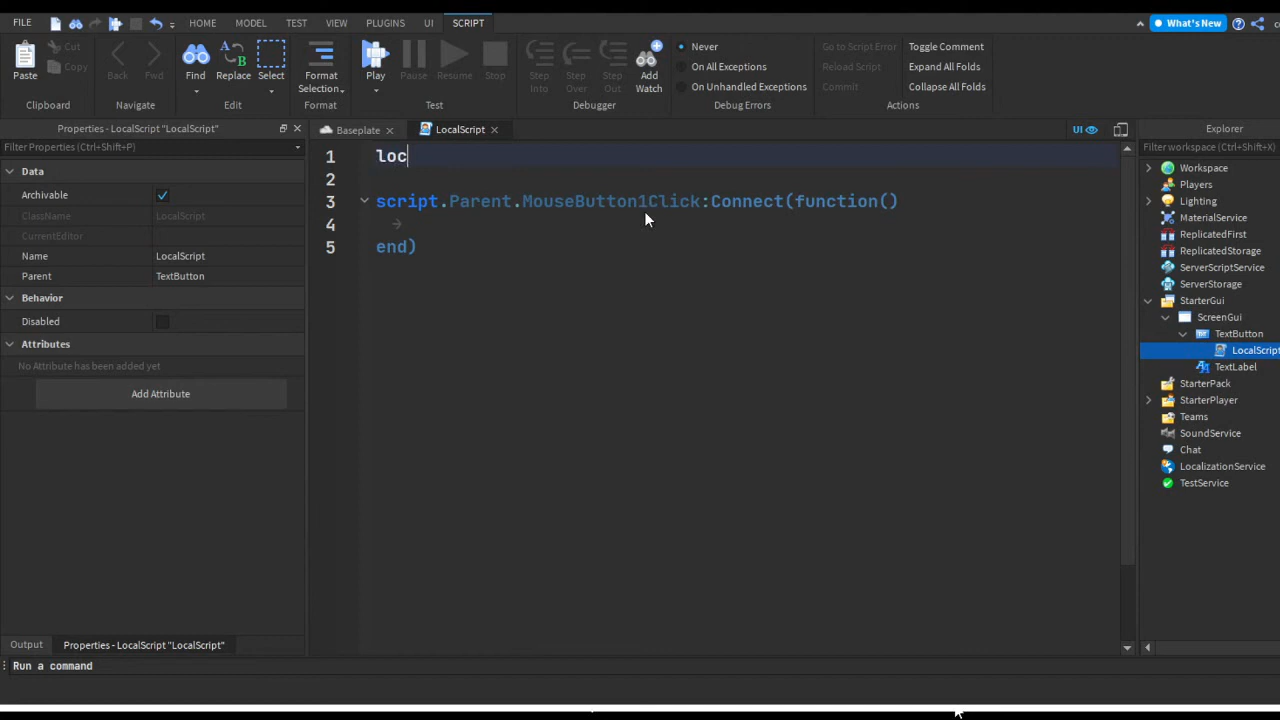 FILE HOME MODEL TEST VIEW PLUGINS UI SCRIPT What's New
Paste Cut Copy Back Fwd Find Replace Select Format Selection Play Pause Resume Stop Step Into Step Over Step Out Add Watch
Never Go to Script Error Toggle Comment
On All Exceptions Reload Script Expand All Folds
On Unhandled Exceptions Commit Collapse All Folds
Clipboard Navigate Edit Format Test Debugger Debug Errors Actions
Properties - LocalScript "LocalScript"
Filter Properties (Ctrl+Shift+P)
Data
Archivable
ClassName LocalScript
CurrentEditor
Name LocalScript
Parent TextButton
Behavior
Disabled
Attributes
No Attribute has been added yet
Add Attribute
Baseplate LocalScript UI
1 loc
2
3 script.Parent.MouseButton1Click:Connect(function()
4
5 end)
Explorer
Filter workspace (Ctrl+Shift+X)
Workspace
Players
Lighting
MaterialService
ReplicatedFirst
ReplicatedStorage
ServerScriptService
ServerStorage
StarterGui
ScreenGui
TextButton
LocalScript
TextLabel
StarterPack
StarterPlayer
Teams
SoundService
Chat
LocalizationService
TestService
Output Properties - LocalScript "LocalScript"
Run a command